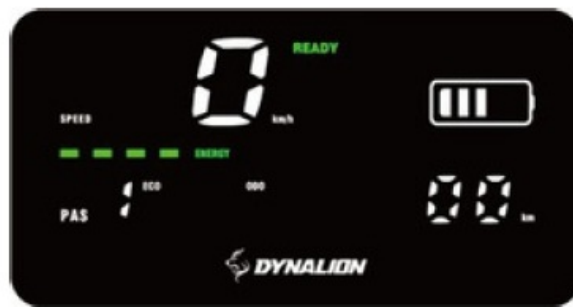 0 READY
SPEED km/h
ENERGY
PAS 1 ECO ODO 00 km
DYNALION